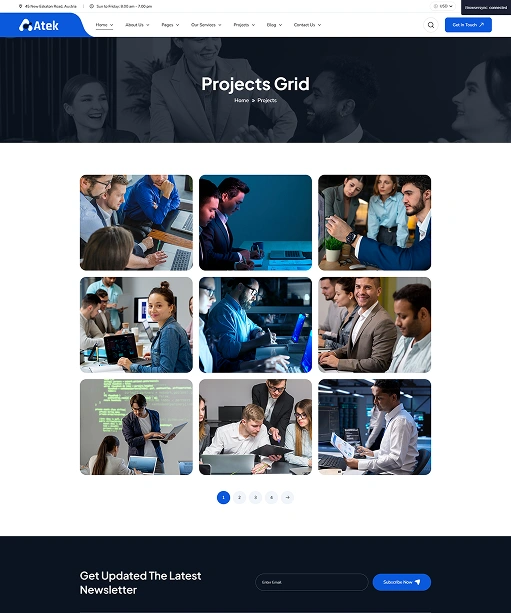 45 New Eskaton Road, Austria
Sun to Friday: 8.00 am - 7.00 pm
USD
Browsersync: connected
Atek
Home
About Us
Pages
Our Services
Projects
Blog
Contact Us
Get In Touch
Projects Grid
Home » Projects
1 2 3 4
Get Updated The Latest
Newsletter
Enter Email
Subscribe Now